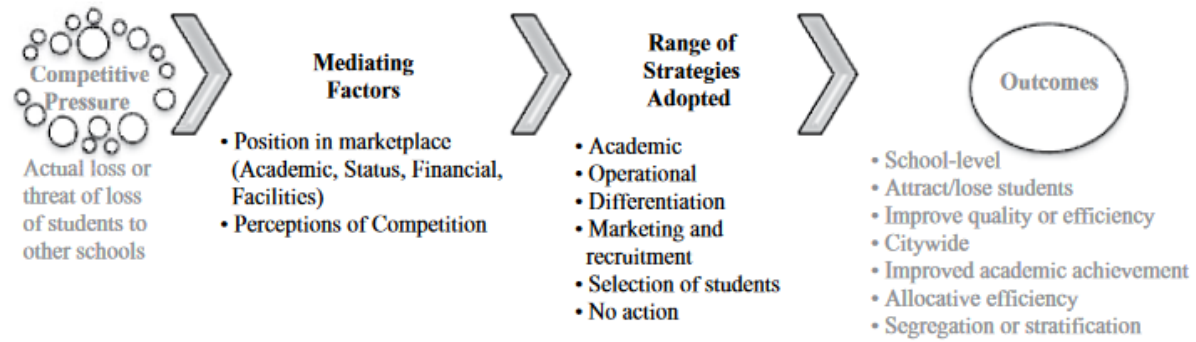 Competitive
Pressure
Actual loss or
threat of loss
of students to
other schools
Mediating
Factors
• Position in marketplace
(Academic, Status, Financial,
Facilities)
• Perceptions of Competition
Range of
Strategies
Adopted
• Academic
• Operational
• Differentiation
• Marketing and
recruitment
• Selection of students
• No action
Outcomes
• School-level
• Attract/lose students
• Improve quality or efficiency
• Citywide
• Improved academic achievement
• Allocative efficiency
• Segregation or stratification